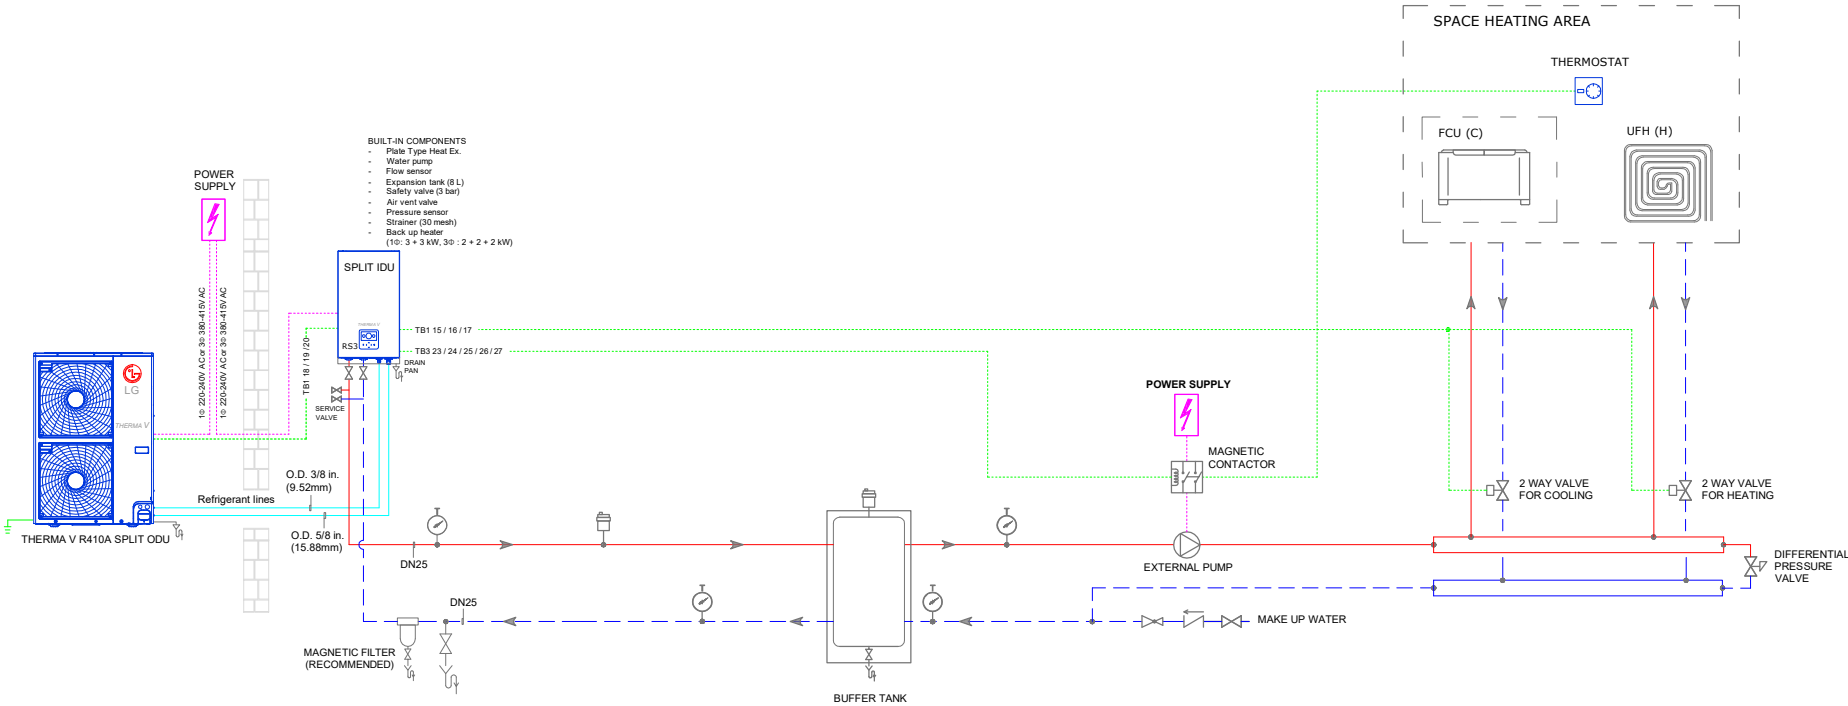 SPACE HEATING AREA
THERMOSTAT
FCU (C)
UFH (H)
BUILT-IN COMPONENTS
- Plate Type Heat Ex.
- Water pump
- Flow sensor
- Expansion tank (8 L)
- Safety valve (3 bar)
- Air vent valve
- Pressure sensor
- Strainer (30 mesh)
- Back up heater
(1Φ: 3 + 3 kW, 3Φ : 2 + 2 + 2 kW)
POWER
SUPPLY
1Φ 220-240V AC or 3Φ 380-415V AC
1Φ 220-240V AC or 3Φ 380-415V AC
SPLIT IDU
THERMA V
RS3
TB1 18 / 19 /20
TB1 15 / 16 / 17
TB3 23 / 24 / 25 / 26 / 27
DRAIN
PAN
SERVICE
VALVE
LG
LG
THERMA V
THERMA V R410A SPLIT ODU
Refrigerant lines
O.D. 3/8 in.
(9.52mm)
O.D. 5/8 in.
(15.88mm)
DN25
T
T
POWER SUPPLY
MAGNETIC
CONTACTOR
EXTERNAL PUMP
2 WAY VALVE
FOR COOLING
2 WAY VALVE
FOR HEATING
DIFFERENTIAL
PRESSURE
VALVE
DN25
T
T
MAKE UP WATER
MAGNETIC FILTER
(RECOMMENDED)
BUFFER TANK